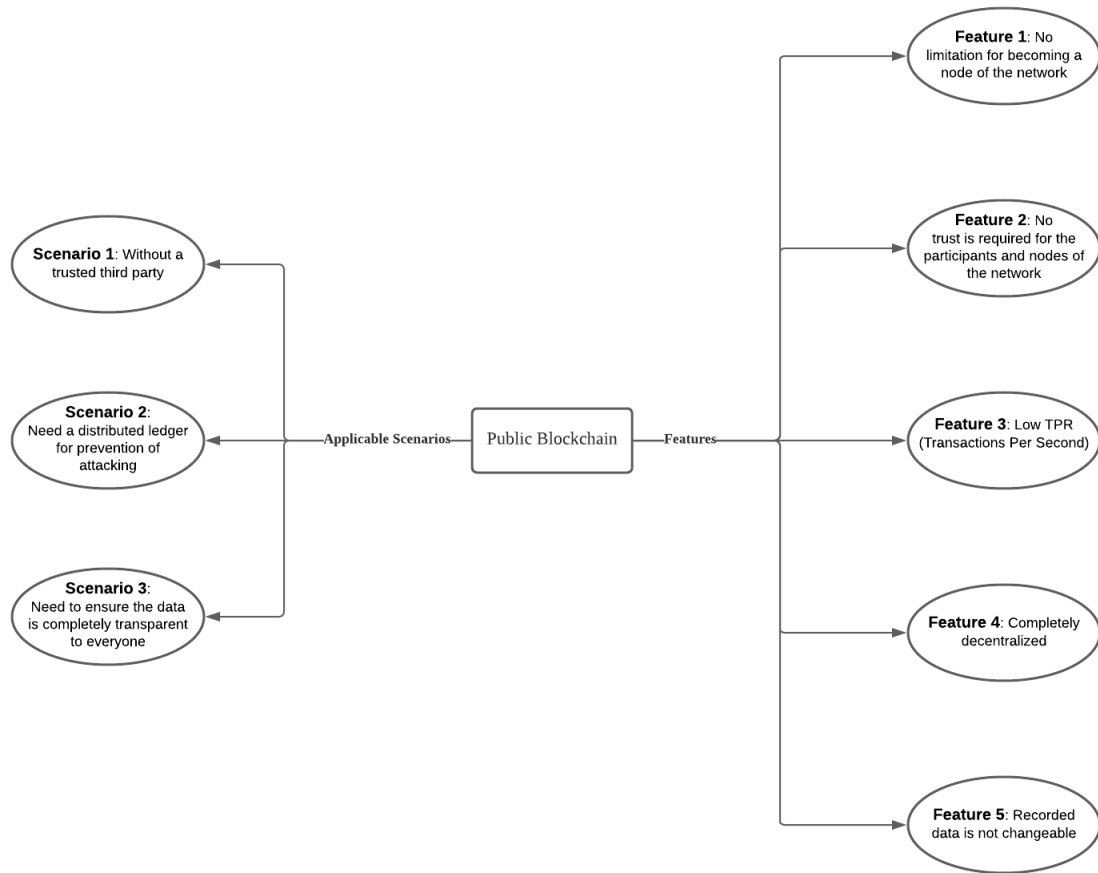 Feature 1: No
limitation for becoming a
node of the network
Feature 2: No
trust is required for the
participants and nodes of
the network
Scenario 1: Without a
trusted third party
Scenario 2:
Need a distributed ledger
for prevention of
attacking
Applicable Scenarios
Public Blockchain
Features
Feature 3: Low TPR
(Transactions Per Second)
Scenario 3:
Need to ensure the data
is completely transparent
to everyone
Feature 4: Completely
decentralized
Feature 5: Recorded
data is not changeable